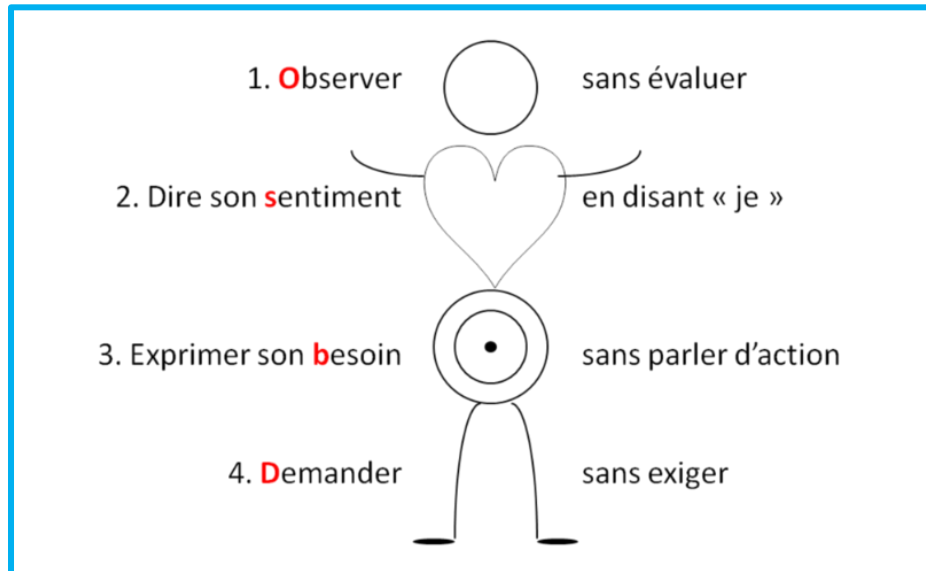 1. Observer sans évaluer
2. Dire son sentiment en disant « je »
3. Exprimer son besoin sans parler d’action
4. Demander sans exiger